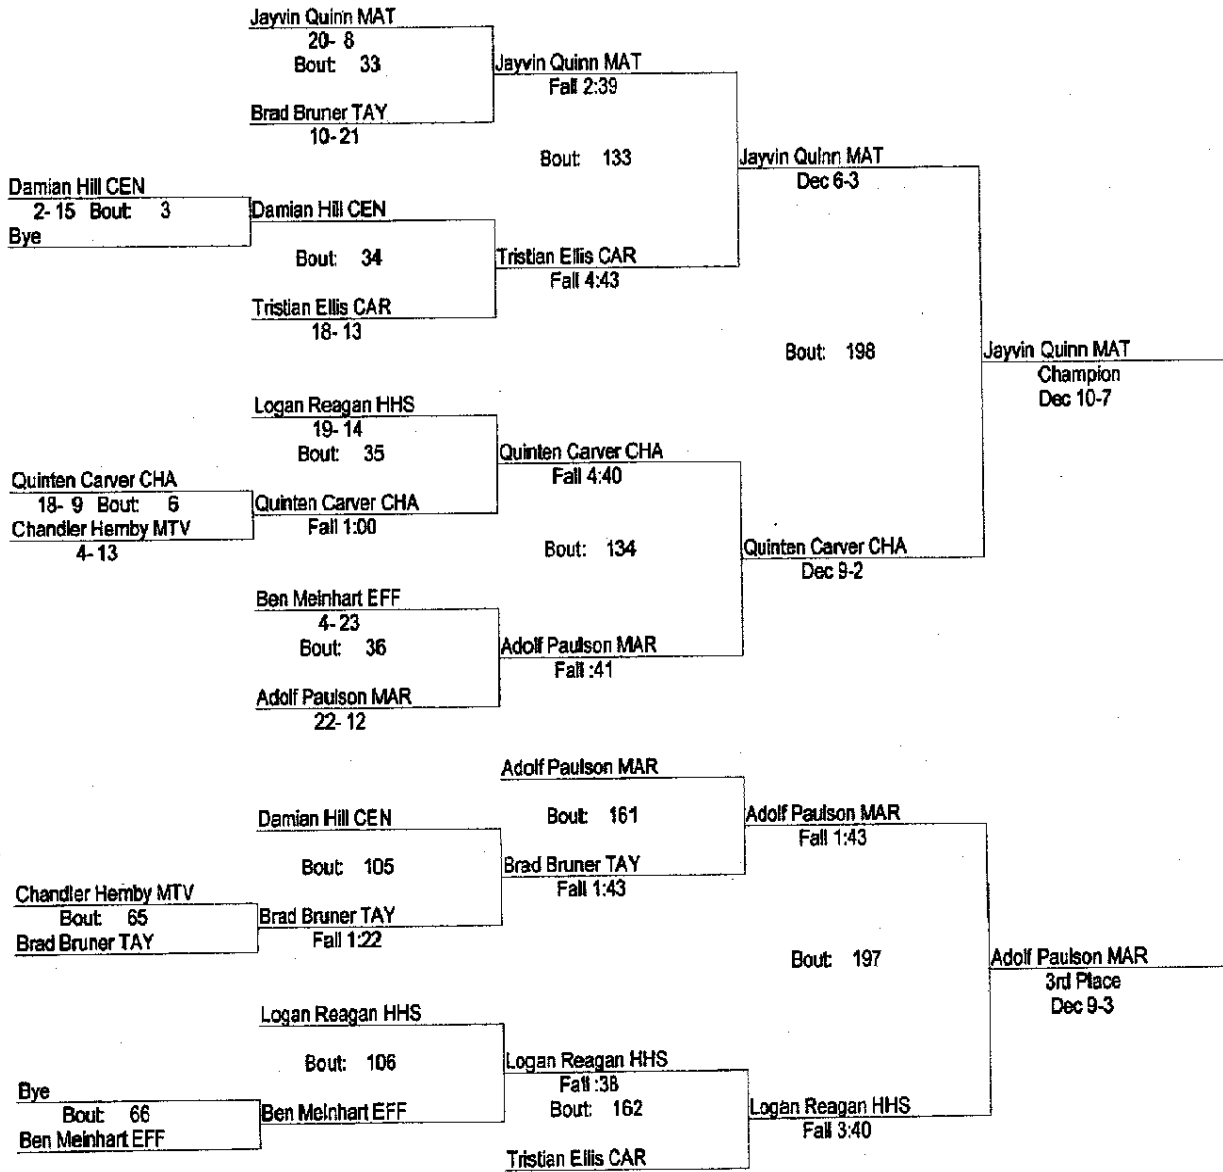 Jayvin Quinn MAT
20- 8
Bout: 33
Jayvin Quinn MAT
Fall 2:39
Brad Bruner TAY
10- 21
Bout: 133
Jayvin Quinn MAT
Dec 6-3
Damian Hill CEN
2- 15 Bout: 3
Bye
Damian Hill CEN
Bout: 34
Tristian Ellis CAR
Fall 4:43
Tristian Ellis CAR
18- 13
Bout: 198
Jayvin Quinn MAT
Champion
Dec 10-7
Logan Reagan HHS
19- 14
Bout: 35
Quinten Carver CHA
Fall 4:40
Quinten Carver CHA
18- 9 Bout: 6
Chandler Hemby MTV
4- 13
Quinten Carver CHA
Fall 1:00
Bout: 134
Quinten Carver CHA
Dec 9-2
Ben Meinhart EFF
4- 23
Bout: 36
Adolf Paulson MAR
Fall :41
Adolf Paulson MAR
22- 12
Adolf Paulson MAR
Bout: 161
Adolf Paulson MAR
Fall 1:43
Damian Hill CEN
Bout: 105
Brad Bruner TAY
Fall 1:43
Chandler Hemby MTV
Bout: 65
Brad Bruner TAY
Brad Bruner TAY
Fall 1:22
Bout: 197
Adolf Paulson MAR
3rd Place
Dec 9-3
Logan Reagan HHS
Bout: 106
Logan Reagan HHS
Fall :38
Bout: 162
Logan Reagan HHS
Fall 3:40
Bye
Bout: 66
Ben Meinhart EFF
Ben Meinhart EFF
Tristian Ellis CAR